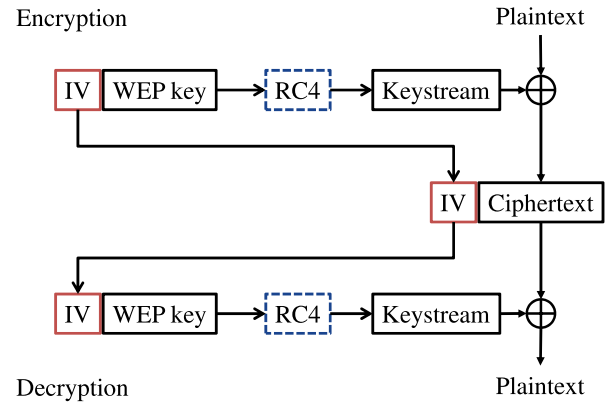 Encryption
Plaintext
IV WEP key RC4 Keystream
IV Ciphertext
IV WEP key RC4 Keystream
Decryption
Plaintext